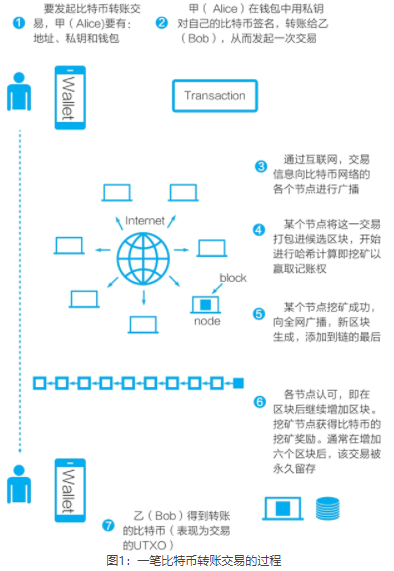 1 要发起比特币转账交
易，甲（Alice)要有：
地址、私钥和钱包
2 甲（ Alice）在钱包中用私钥
对自己的比特币签名，转账给乙
（Bob），从而发起一次交易
Wallet
Transaction
3 通过互联网，交易
信息向比特币网络的
各个节点进行广播
Internet
4 某个节点将这一交易
打包进候选区块，开始
进行哈希计算即挖矿以
赢取记账权
block
node
5 某个节点挖矿成功，
向全网广播，新区块
生成，添加到链的最后
6 各节点认可，即在
区块后继续增加区块。
挖矿节点获得比特币的
挖矿奖励。通常在增加
六个区块后，该交易被
永久留存
Wallet
7 乙（Bob）得到转账
的比特币（表现为交易
的UTXO）
图1：一笔比特币转账交易的过程